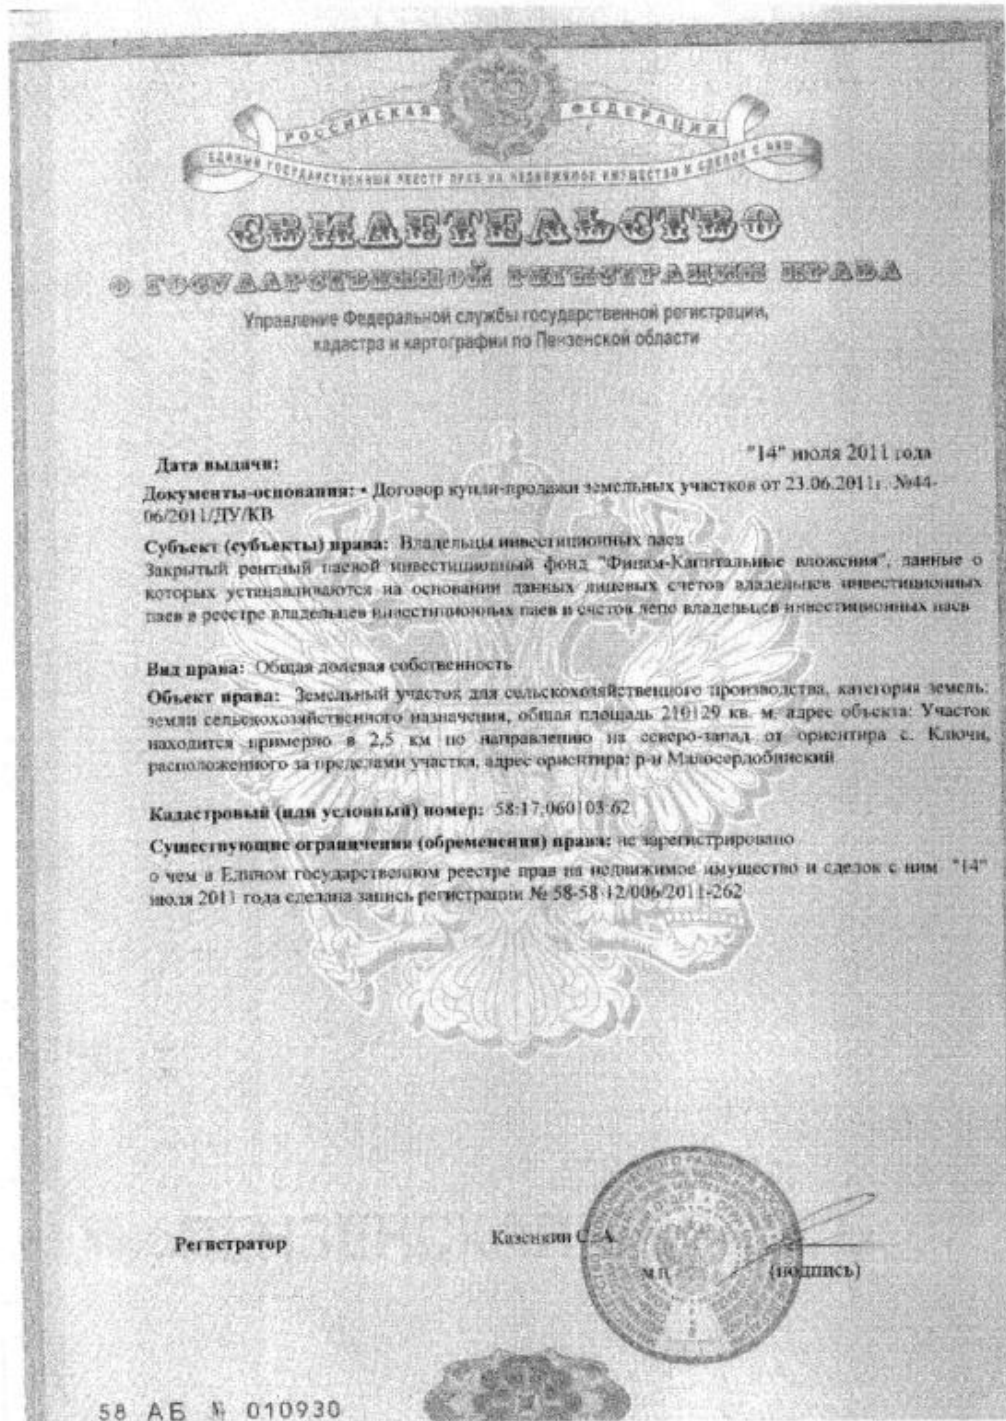 РОССИЙСКАЯ ФЕДЕРАЦИЯ
ЕДИНЫЙ ГОСУДАРСТВЕННЫЙ РЕЕСТР ПРАВ НА НЕДВИЖИМОЕ ИМУЩЕСТВО И СДЕЛОК С НИМ
СВИДЕТЕЛЬСТВО
О ГОСУДАРСТВЕННОЙ РЕГИСТРАЦИИ ПРАВА
Управление Федеральной службы государственной регистрации,
кадастра и картографии по Пензенской области
Дата выдачи: "14" июля 2011 года
Документы-основания: • Договор купли-продажи земельных участков от 23.06.2011г. №44-
06/2011/ДУ/КВ
Субъект (субъекты) права: Владельцы инвестиционных паев
Закрытый рентный паевой инвестиционный фонд "Финам-Капитальные вложения", данные о
которых устанавливаются на основании данных лицевых счетов владельцев инвестиционных
паев в реестре владельцев инвестиционных паев и счетов депо владельцев инвестиционных паев
Вид права: Общая долевая собственность
Объект права: Земельный участок для сельскохозяйственного производства, категория земель:
земли сельскохозяйственного назначения, общая площадь 210129 кв. м, адрес объекта: Участок
находится примерно в 2,5 км по направлению на северо-запад от ориентира с. Ключи,
расположенного за пределами участка, адрес ориентира: р-н Малосердобинский
Кадастровый (или условный) номер: 58:17:060103:62
Существующие ограничения (обременения) права: не зарегистрировано
о чем в Едином государственном реестре прав на недвижимое имущество и сделок с ним "14"
июля 2011 года сделана запись регистрации № 58-58-12/006/2011-262
Регистратор Казенкин С. А.
М.П. (подпись)
58 АБ № 010930